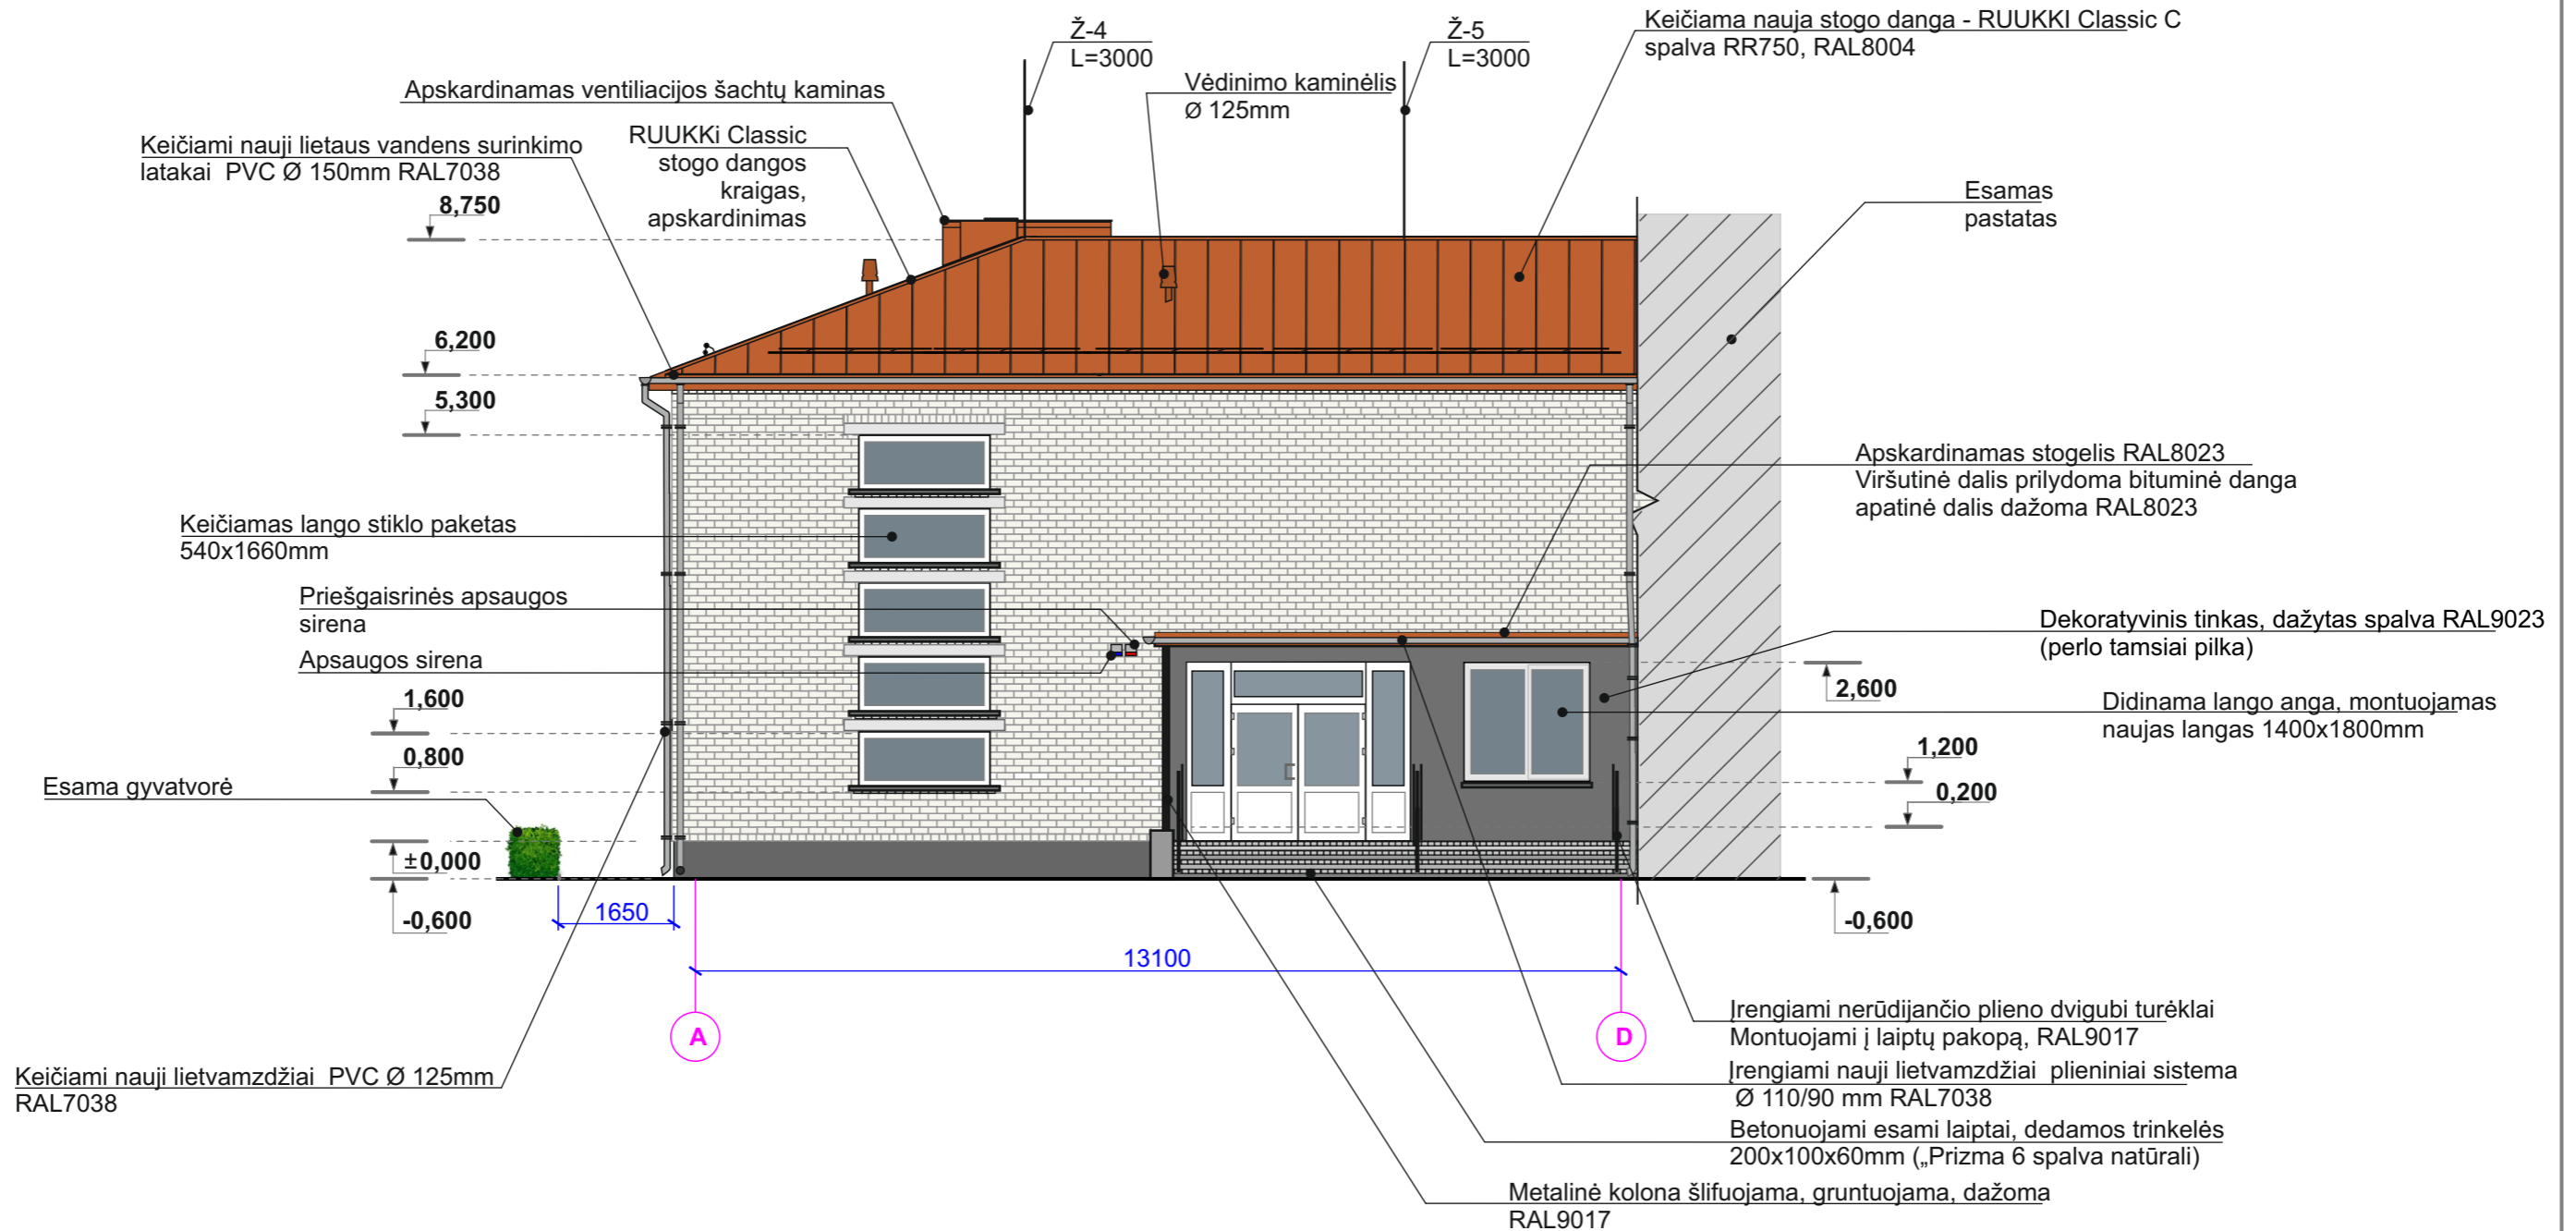 Ž-4
L=3000
Ž-5
L=3000
Keičiama nauja stogo danga - RUUKKI Classic C
spalva RR750, RAL8004
Apskardinamas ventiliacijos šachtų kaminas
Vėdinimo kaminėlis
Ø 125mm
RUUKKi Classic
stogo dangos
kraigas,
apskardinimas
Keičiami nauji lietaus vandens surinkimo
latakai PVC Ø 150mm RAL7038
8,750
Esamas
pastatas
6,200
5,300
Apskardinamas stogelis RAL8023
Viršutinė dalis prilydoma bituminė danga
apatinė dalis dažoma RAL8023
Keičiamas lango stiklo paketas
540x1660mm
Priešgaisrinės apsaugos
sirena
Apsaugos sirena
Dekoratyvinis tinkas, dažytas spalva RAL9023
(perlo tamsiai pilka)
2,600
Didinama lango anga, montuojamas
naujas langas 1400x1800mm
1,600
0,800
1,200
0,200
Esama gyvatvorė
±0,000
-0,600
-0,600
1650
13100
A
D
Įrengiami nerūdijančio plieno dvigubi turėklai
Montuojami į laiptų pakopą, RAL9017
Įrengiami nauji lietvamzdžiai plieniniai sistema
Ø 110/90 mm RAL7038
Keičiami nauji lietvamzdžiai PVC Ø 125mm
RAL7038
Betonuojami esami laiptai, dedamos trinkelės
200x100x60mm („Prizma 6 spalva natūrali)
Metalinė kolona šlifuojama, gruntuojama, dažoma
RAL9017